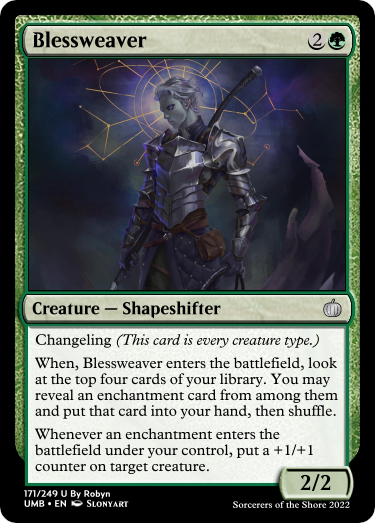 Blessweaver 2
Creature — Shapeshifter
Changeling (This card is every creature type.)
When, Blessweaver enters the battlefield, look
at the top four cards of your library. You may
reveal an enchantment card from among them
and put that card into your hand, then shuffle.
Whenever an enchantment enters the
battlefield under your control, put a +1/+1
counter on target creature.
2/2
171/249 U By Robyn
UMB • EN SLONYART
Sorcerers of the Shore 2022